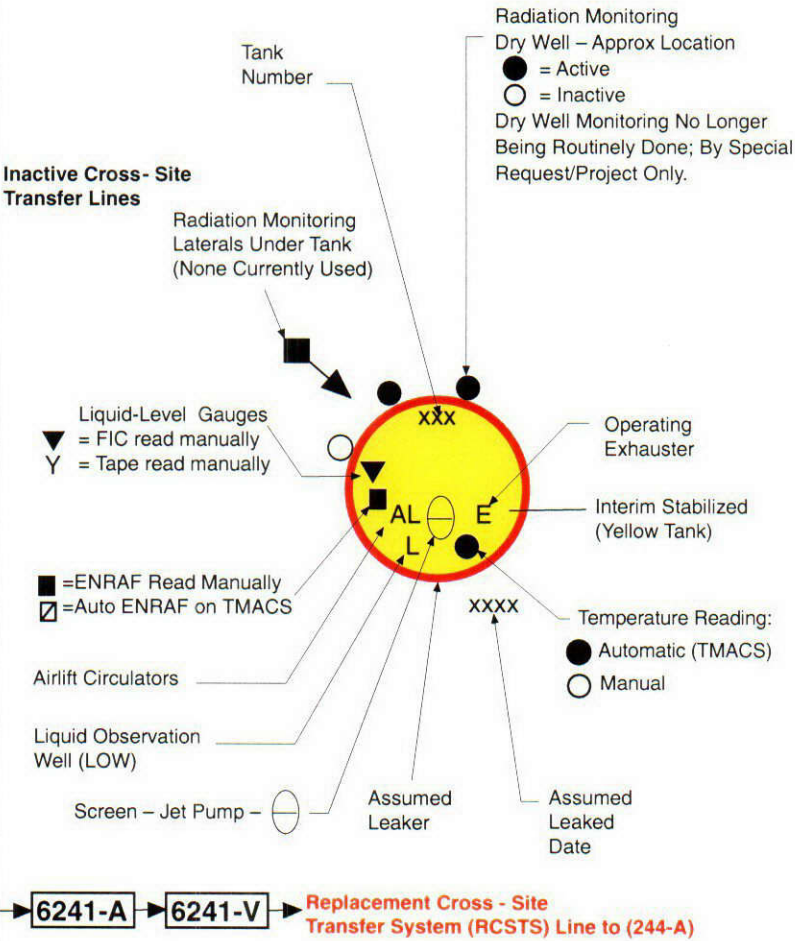 Radiation Monitoring
Dry Well – Approx Location
= Active
= Inactive
Dry Well Monitoring No Longer
Being Routinely Done; By Special
Request/Project Only.
Tank
Number
Inactive Cross- Site
Transfer Lines
Radiation Monitoring
Laterals Under Tank
(None Currently Used)
Liquid-Level Gauges
= FIC read manually
Y = Tape read manually
xxx
Operating
Exhauster
AL
E
L
Interim Stabilized
(Yellow Tank)
=ENRAF Read Manually
=Auto ENRAF on TMACS
xxxx
Temperature Reading:
Automatic (TMACS)
Manual
Airlift Circulators
Liquid Observation
Well (LOW)
Screen – Jet Pump –
Assumed
Leaker
Assumed
Leaked
Date
6241-A
6241-V
Replacement Cross - Site
Transfer System (RCSTS) Line to (244-A)